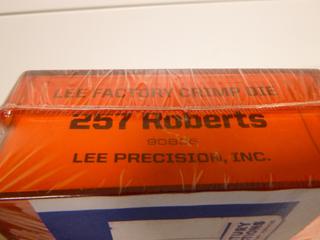 LEE FACTORY CRIMP DIE
257 Roberts
LEE PRECISION, INC.